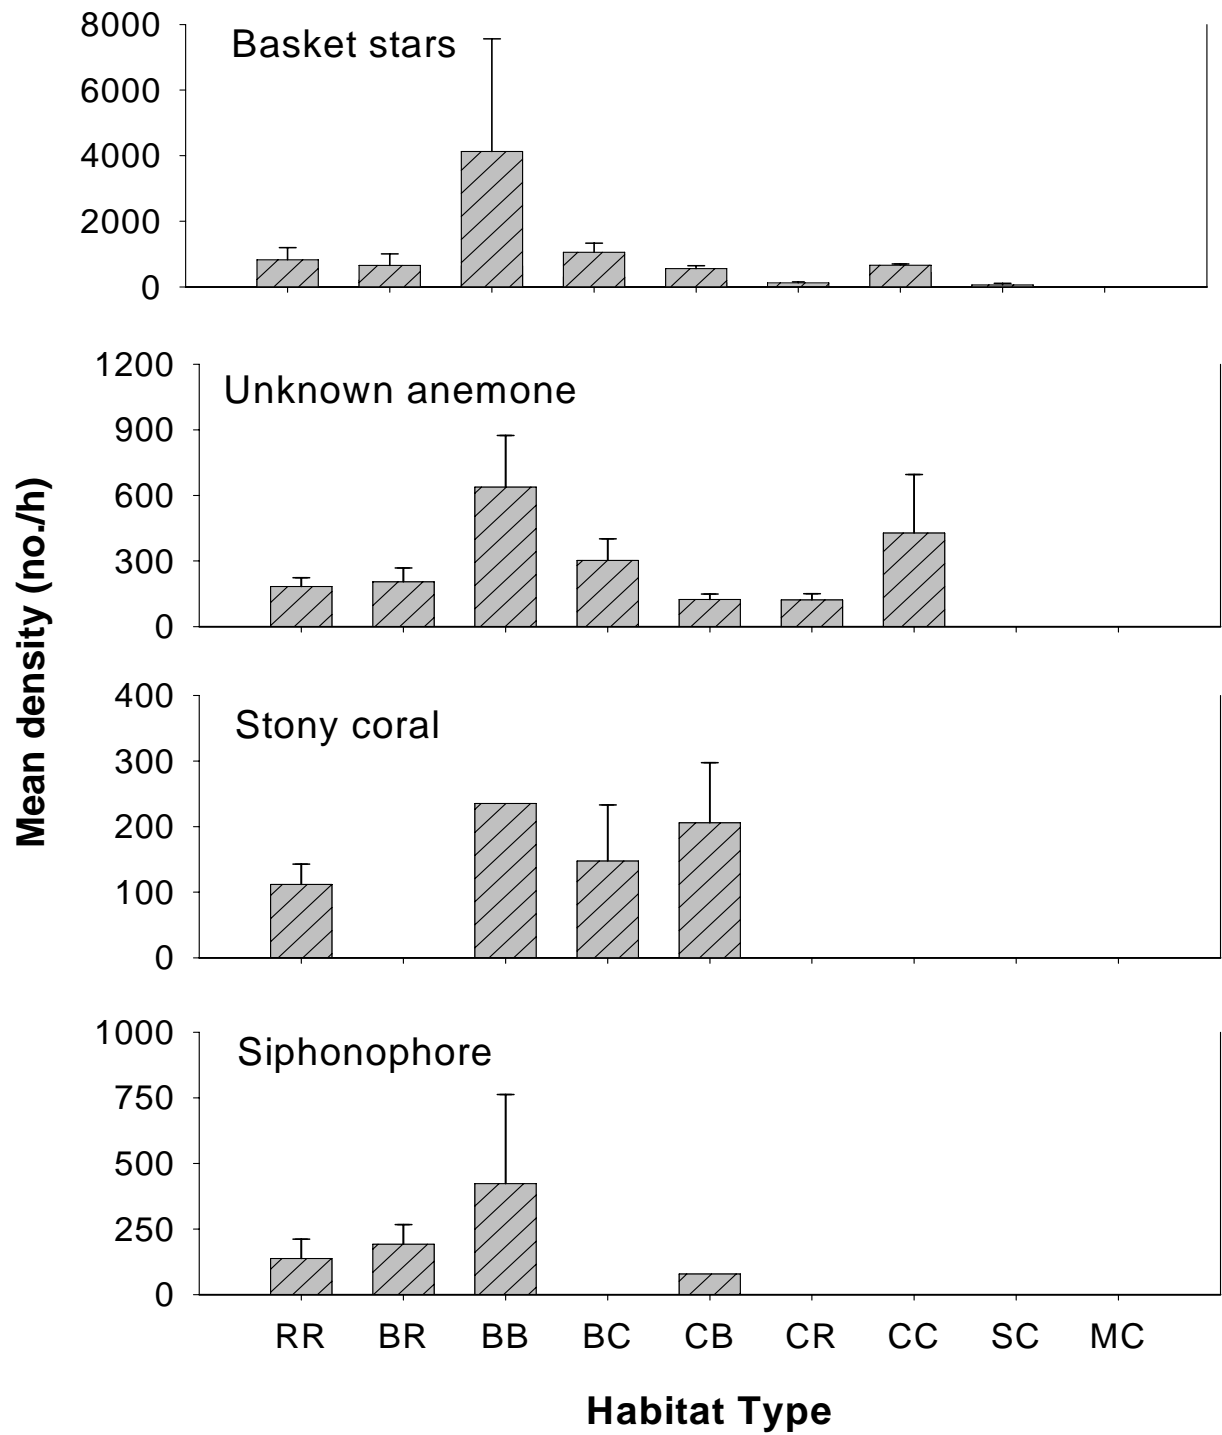 Mean density (no./h)
Basket stars
8000
6000
4000
2000
0
Unknown anemone
1200
900
600
300
0
Stony coral
400
300
200
100
0
Siphonophore
1000
750
500
250
0
RR BR BB BC CB CR CC SC MC
Habitat Type